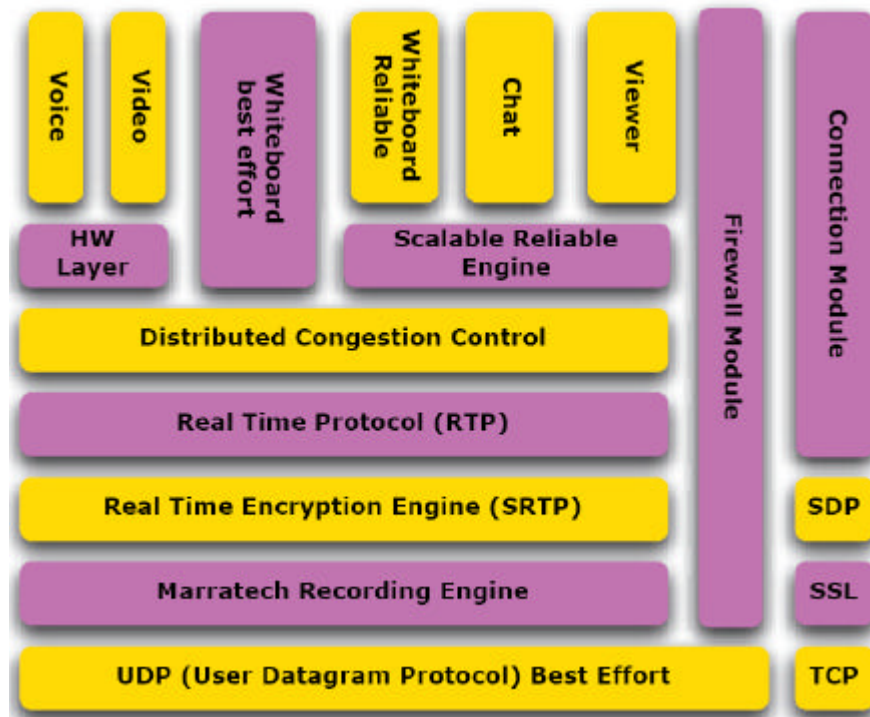 Voice
Video
Whiteboard
best effort
Whiteboard
Reliable
Chat
Viewer
Firewall Module
Connection Module
HW
Layer
Scalable Reliable
Engine
Distributed Congestion Control
Real Time Protocol (RTP)
Real Time Encryption Engine (SRTP)
SDP
Marratech Recording Engine
SSL
UDP (User Datagram Protocol) Best Effort
TCP